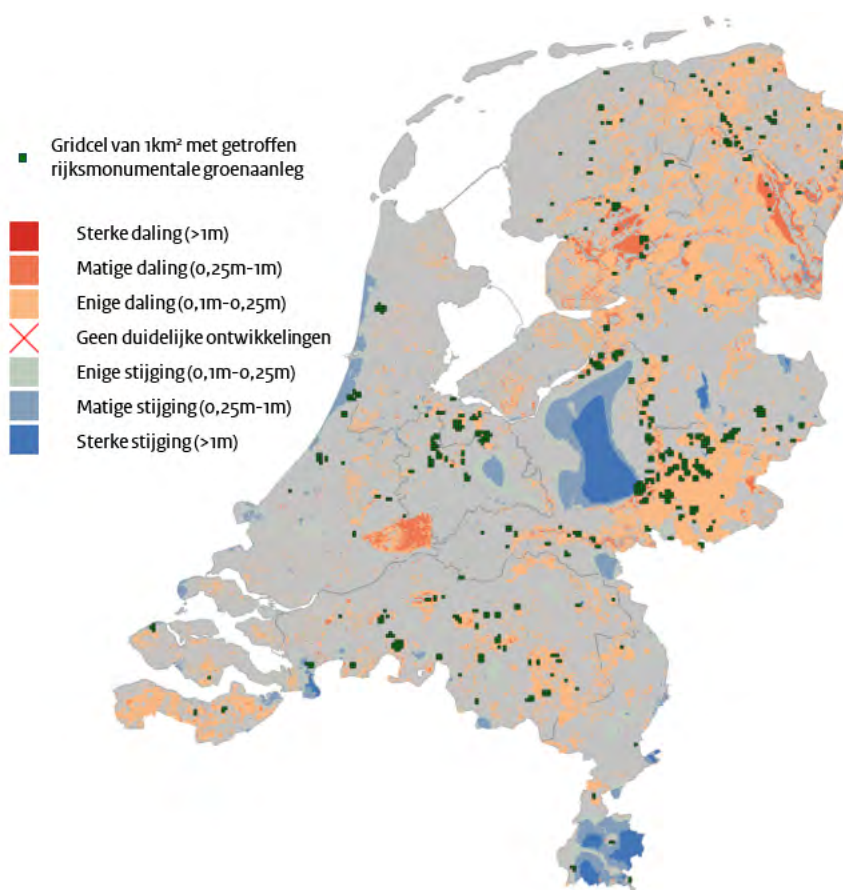 Gridcel van 1km² met getroffen
rijksmonumentale groenaanleg
Sterke daling (>1m)
Matige daling (0,25m-1m)
Enige daling (0,1m-0,25m)
Geen duidelijke ontwikkelingen
Enige stijging (0,1m-0,25m)
Matige stijging (0,25m-1m)
Sterke stijging (>1m)